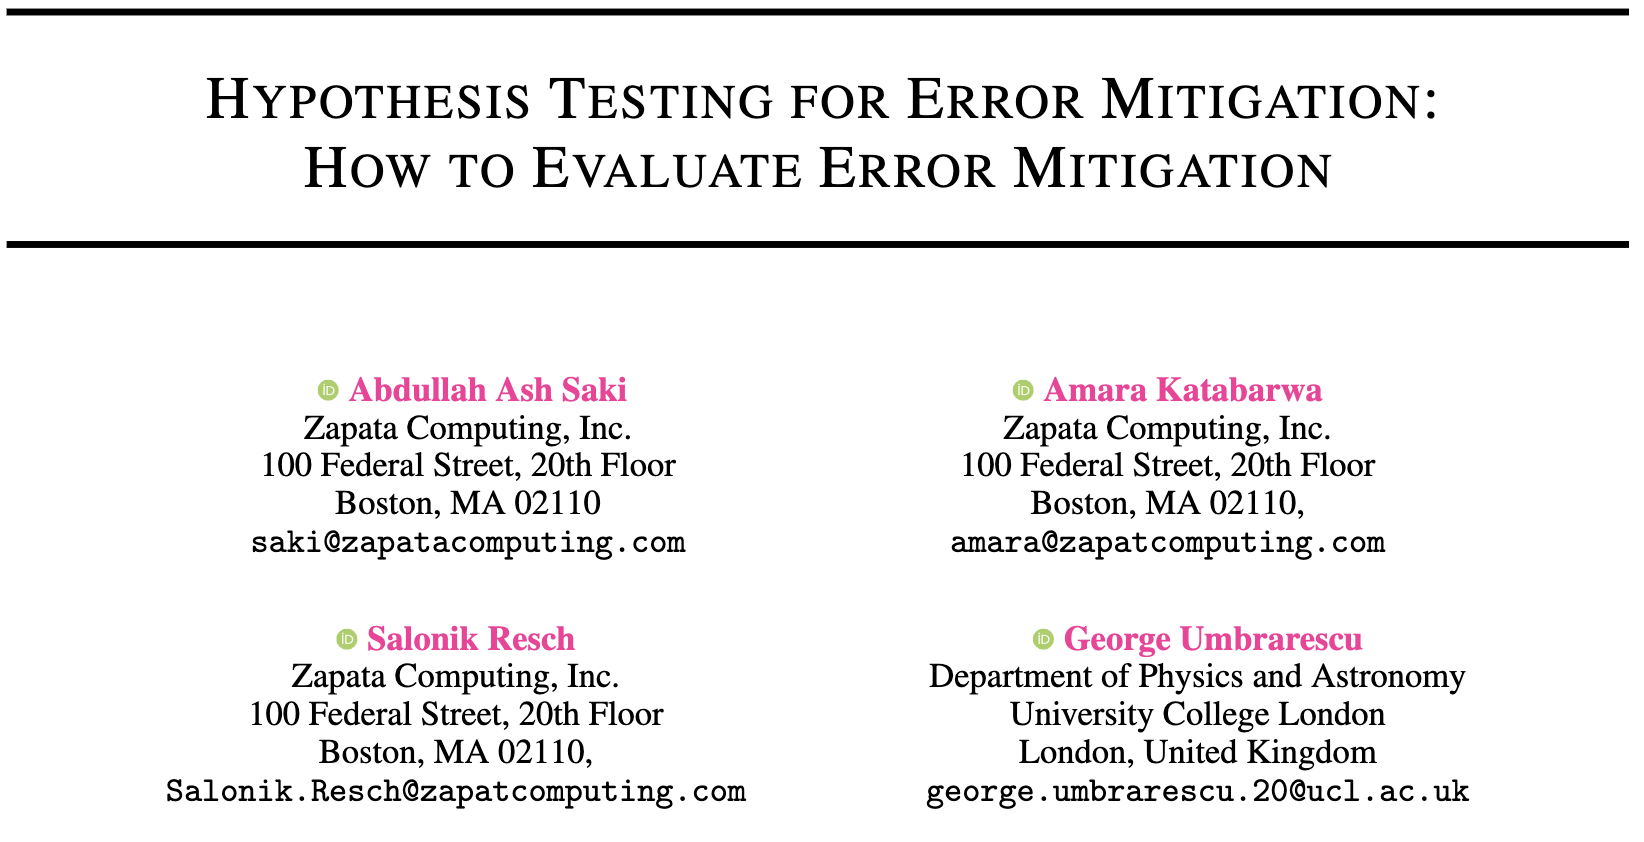 HYPOTHESIS TESTING FOR ERROR MITIGATION:
HOW TO EVALUATE ERROR MITIGATION
iD Abdullah Ash Saki
Zapata Computing, Inc.
100 Federal Street, 20th Floor
Boston, MA 02110
saki@zapatacomputing.com
iD Amara Katabarwa
Zapata Computing, Inc.
100 Federal Street, 20th Floor
Boston, MA 02110,
amara@zapatcomputing.com
iD Salonik Resch
Zapata Computing, Inc.
100 Federal Street, 20th Floor
Boston, MA 02110,
Salonik.Resch@zapatcomputing.com
iD George Umbrarescu
Department of Physics and Astronomy
University College London
London, United Kingdom
george.umbrarescu.20@ucl.ac.uk